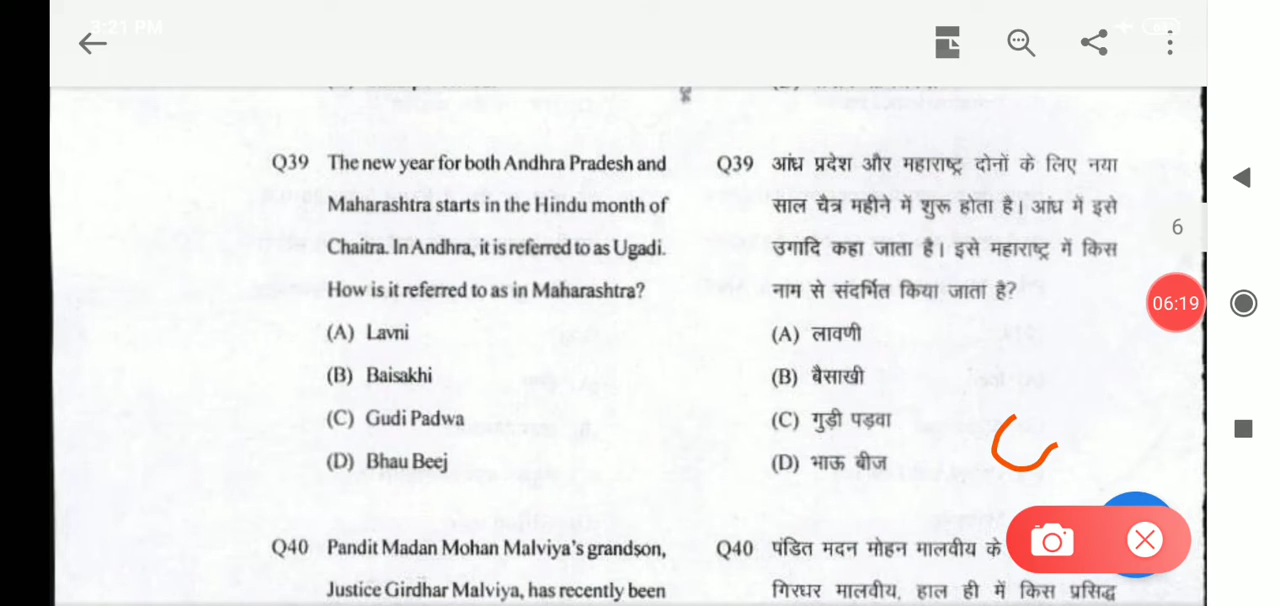 3:21 PM
Q39 The new year for both Andhra Pradesh and
Maharashtra starts in the Hindu month of
Chaitra. In Andhra, it is referred to as Ugadi.
How is it referred to as in Maharashtra?
(A) Lavni
(B) Baisakhi
(C) Gudi Padwa
(D) Bhau Beej
Q40 Pandit Madan Mohan Malviya's grandson,
Justice Girdhar Malviya, has recently been
Q39 आंध्र प्रदेश और महाराष्ट्र दोनों के लिए नया
साल चैत्र महीने में शुरू होता है। आंध्र में इसे
उगादि कहा जाता है। इसे महाराष्ट्र में किस
नाम से संदर्भित किया जाता है?
(A) लावणी
(B) बैसाखी
(C) गुड़ी पड़वा
(D) भाऊ बीज
Q40 पंडित मदन मोहन मालवीय के
गिरधर मालवीय, हाल ही में किस प्रसिद्ध
6
06:19